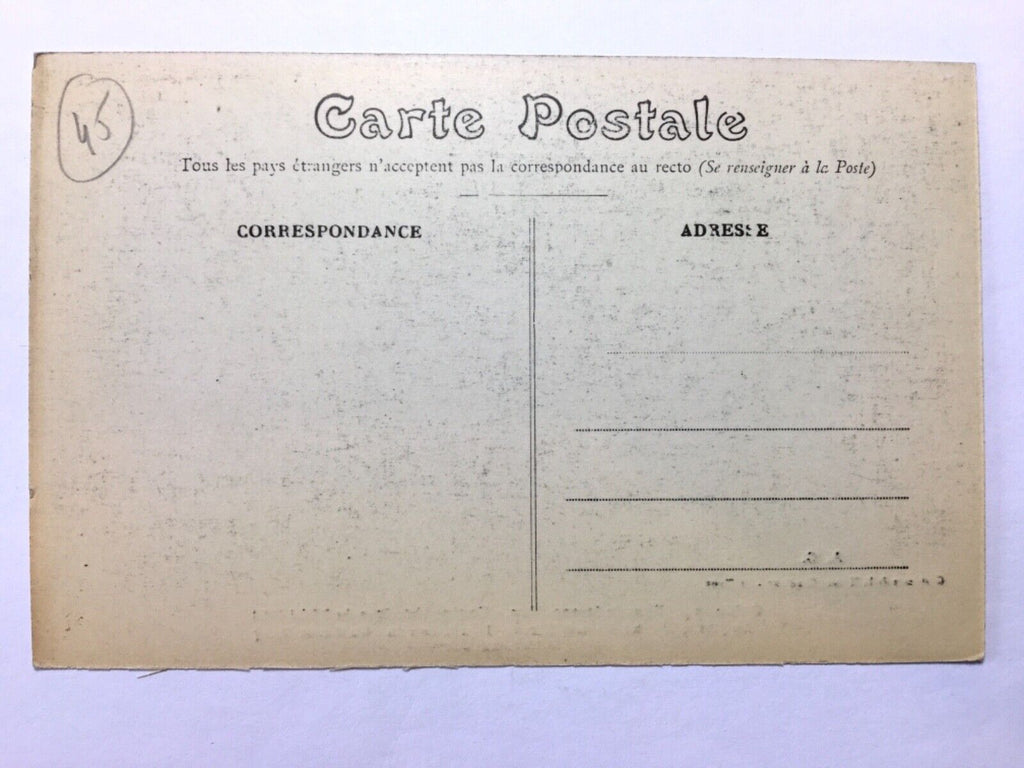 45
Carte Postale
Tous les pays étrangers n'acceptent pas la correspondance au recto (Se renseigner à la Poste)
CORRESPONDANCE
ADRESSE
A. G.